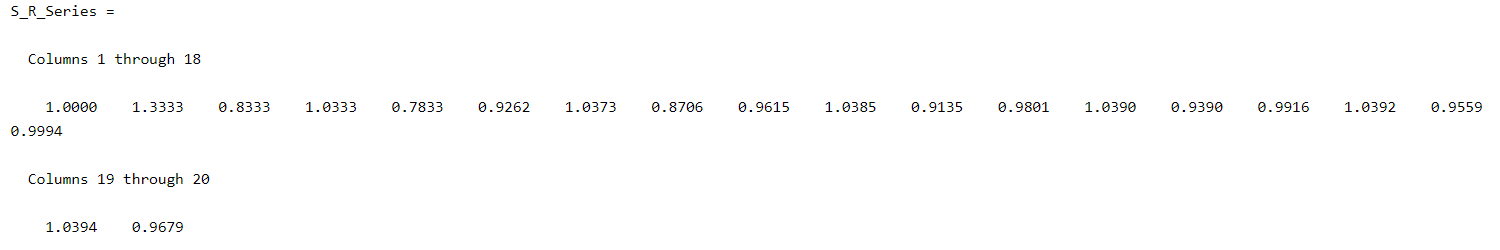 S_R_Series =
Columns 1 through 18
1.0000 1.3333 0.8333 1.0333 0.7833 0.9262 1.0373 0.8706 0.9615 1.0385 0.9135 0.9801 1.0390 0.9390 0.9916 1.0392 0.9559
0.9994
Columns 19 through 20
1.0394 0.9679